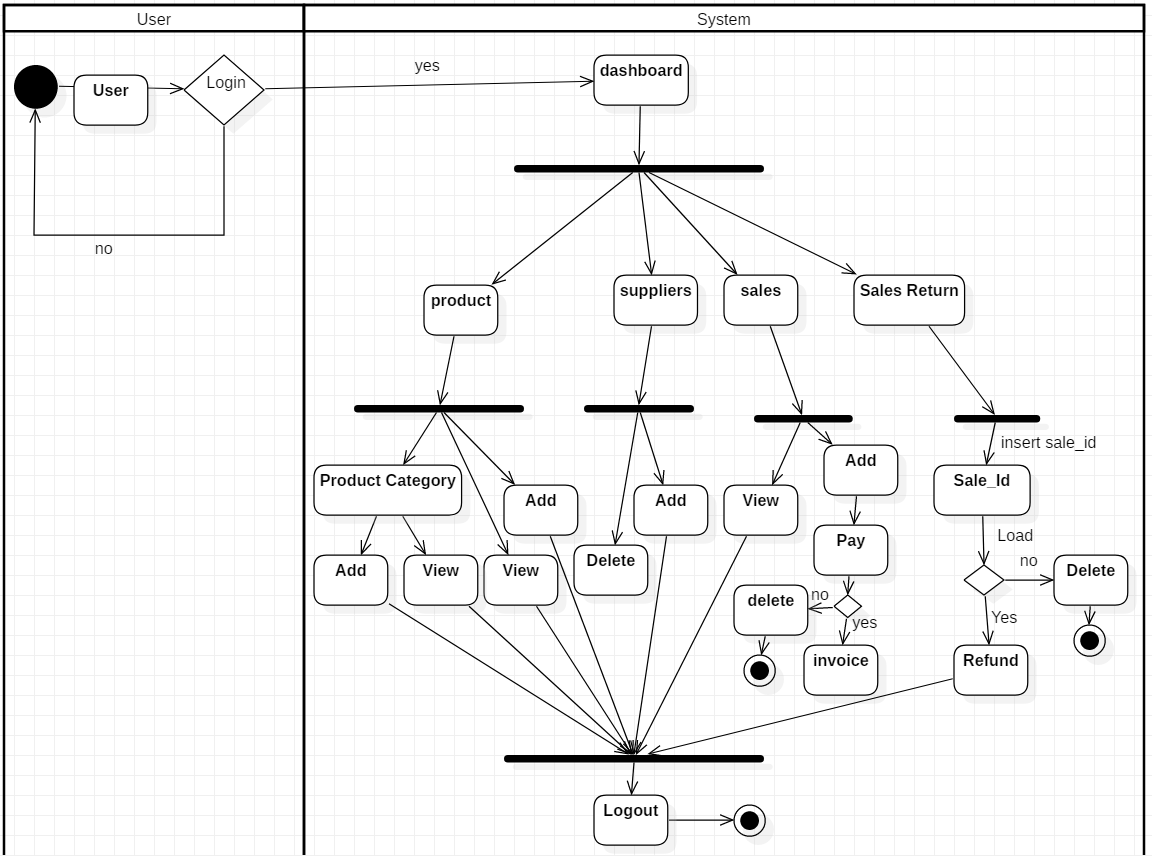 User
System
User
Login
yes
dashboard
no
product
suppliers
sales
Sales Return
insert sale_id
Product Category
Add
Add
View
Add
Sale_Id
Add
View
View
Delete
Pay
Load
no
Delete
delete
no
yes
Yes
invoice
Refund
Logout